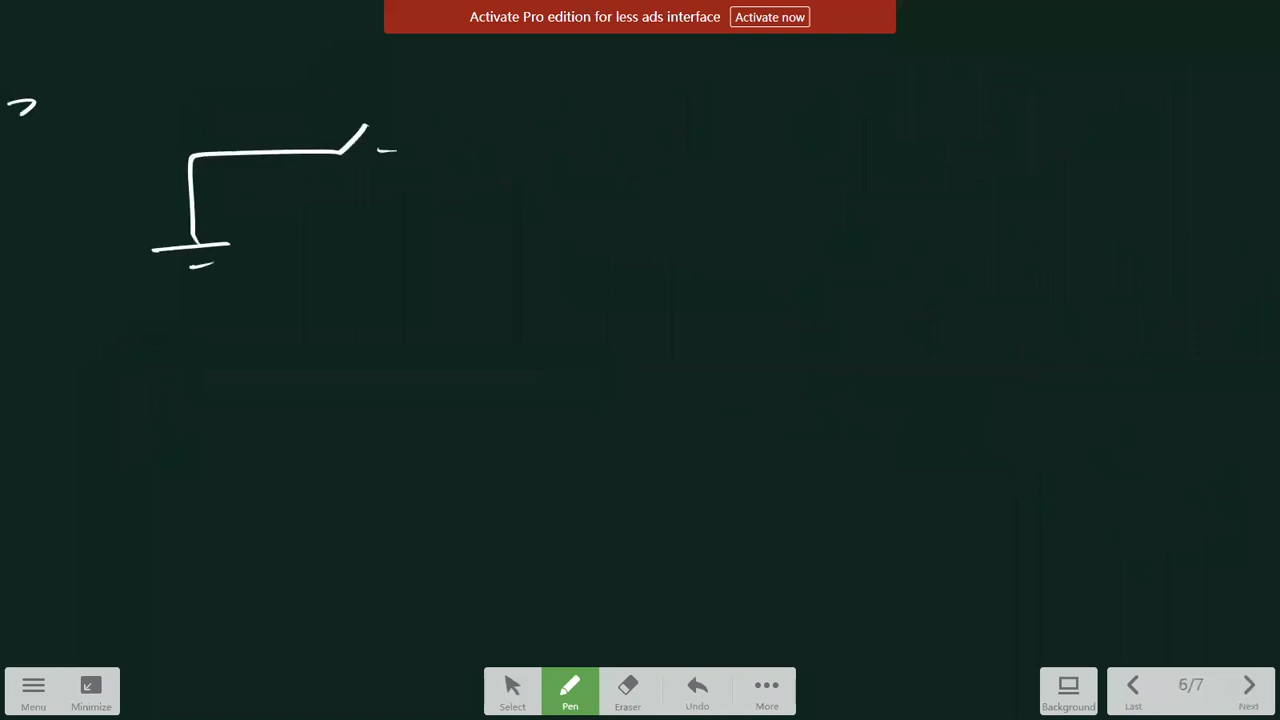 Activate Pro edition for less ads interface Activate now
Menu Minimize Select Pen Eraser Undo More Background Last 6/7 Next